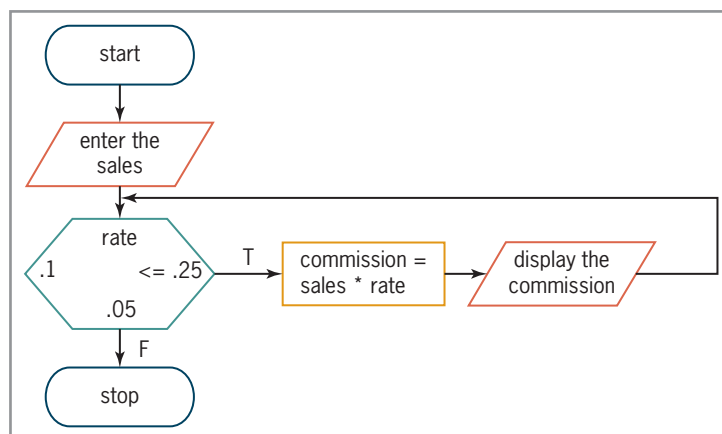 start
enter the
sales
rate
.1
<= .25
.05
T
commission =
sales * rate
display the
commission
F
stop